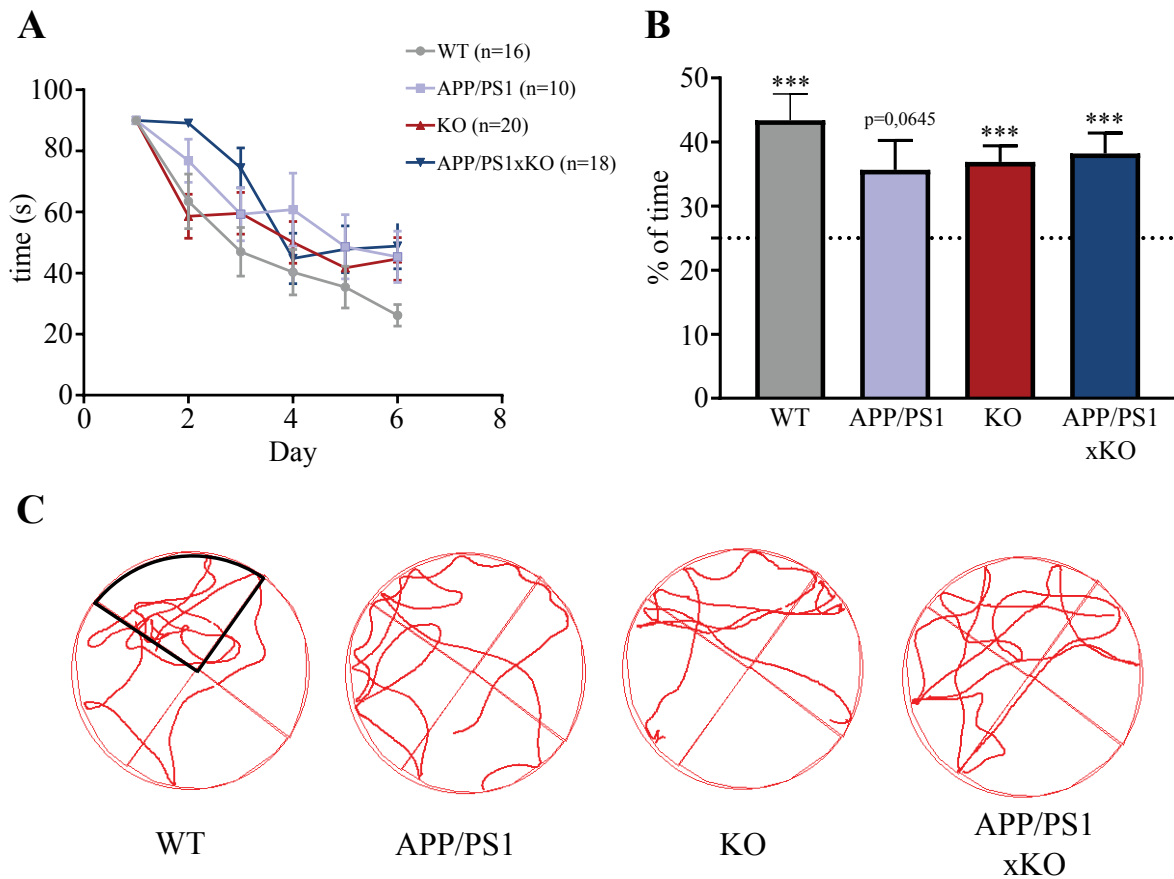 A
WT (n=16)
APP/PS1 (n=10)
KO (n=20)
APP/PS1xKO (n=18)
100
80
60
40
20
0
time (s)
0
2
4
6
8
Day
B
50
40
30
20
10
0
% of time
***
p=0,0645
***
***
WT
APP/PS1
KO
APP/PS1
xKO
C
WT
APP/PS1
KO
APP/PS1
xKO